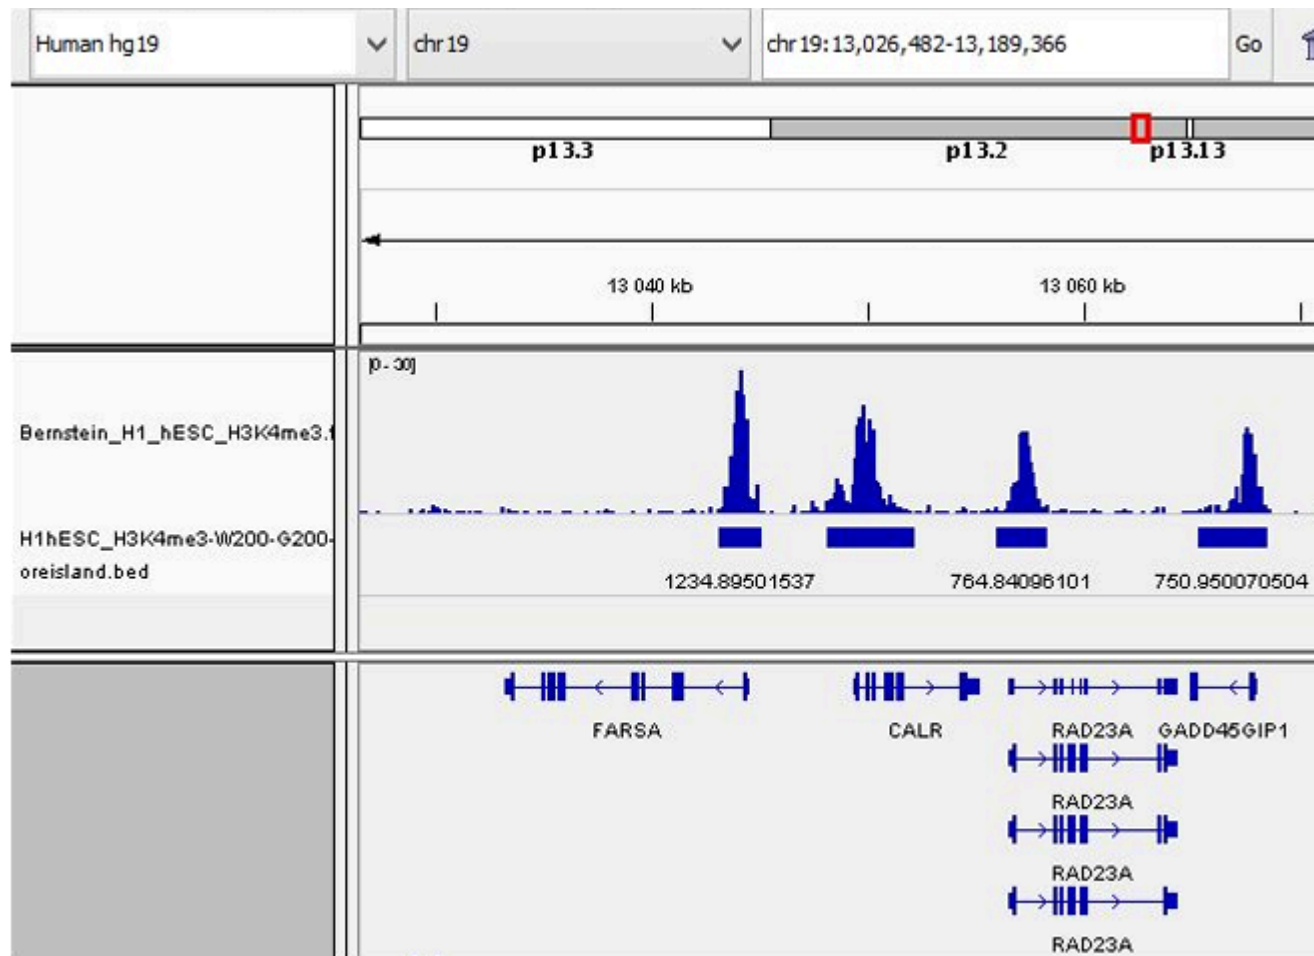 Human hg19 chr19 chr19:13,026,482-13,189,366 Go
p13.3 p13.2 p13.13
13 040 kb 13 060 kb
[0 - 30]
Bernstein_H1_hESC_H3K4me3.
H1hESC_H3K4me3-W200-G200-
oreisland.bed
1234.89501537 764.84096101 750.950070504
FARSA CALR RAD23A GADD45GIP1
RAD23A
RAD23A
RAD23A